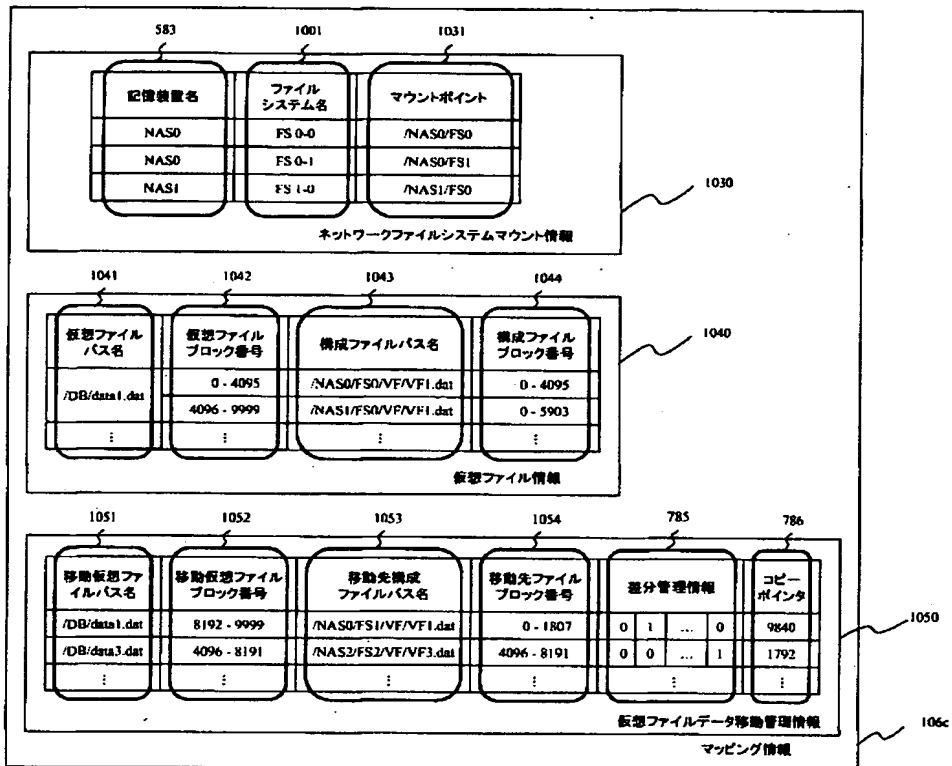 583 1001 1031
記憶装置名 ファイルシステム名 マウントポイント
NAS0 FS 0-0 /NAS0/FS0
NAS0 FS 0-1 /NAS0/FS1
NAS1 FS 1-0 /NAS1/FS0
1030
ネットワークファイルシステムマウント情報
1041 1042 1043 1044
仮想ファイルパス名 仮想ファイルブロック番号 構成ファイルパス名 構成ファイルブロック番号
/DB/data1.dat 0 - 4095 /NAS0/FS0/VF/VF1.dat 0 - 4095
4096 - 9999 /NAS1/FS0/VF/VF1.dat 0 - 5903
⋮ ⋮ ⋮ ⋮
1040
仮想ファイル情報
1051 1052 1053 1054 785 786
移動仮想ファイルパス名 移動仮想ファイルブロック番号 移動先構成ファイルパス名 移動先ファイルブロック番号 差分管理情報 コピーポインタ
/DB/data1.dat 8192 - 9999 /NAS0/FS1/VF/VF1.dat 0 - 1807 0 1 … 0 9840
/DB/data3.dat 4096 - 8191 /NAS2/FS2/VF/VF3.dat 4096 - 8191 0 0 … 1 1792
⋮ ⋮ ⋮ ⋮ ⋮ ⋮
1050
仮想ファイルデータ移動管理情報
マッピング情報
106c